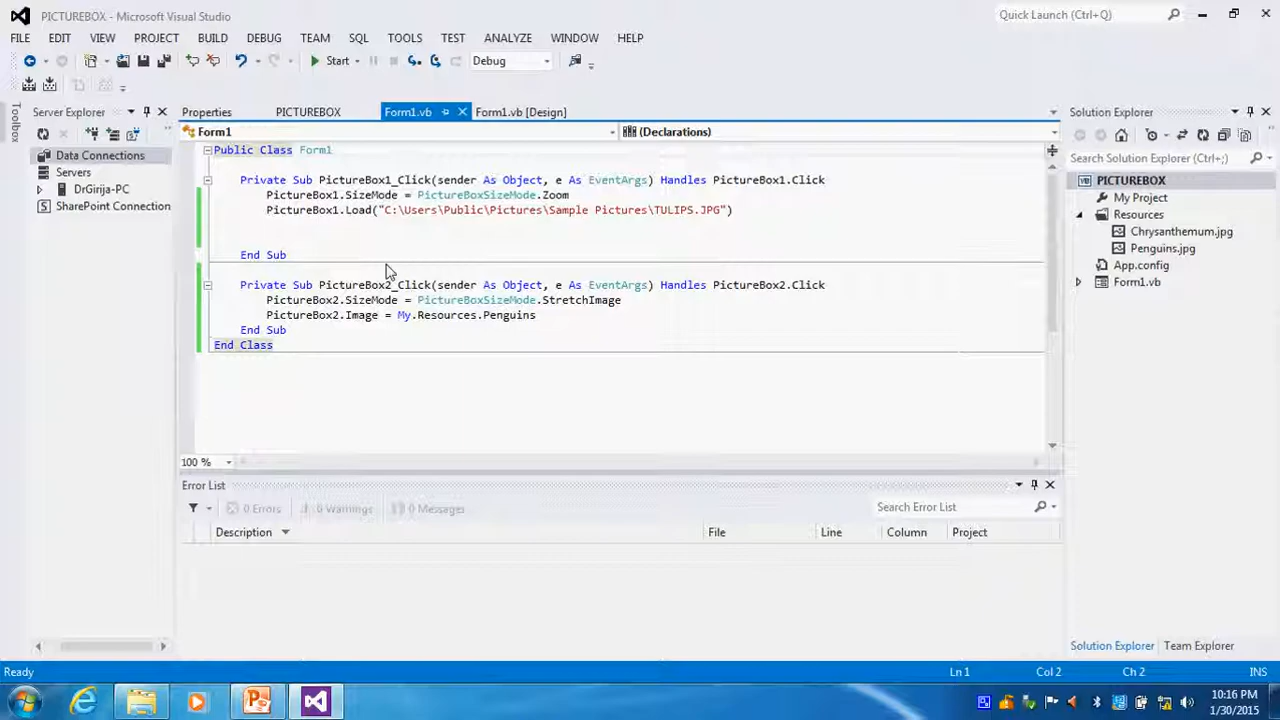 PICTUREBOX - Microsoft Visual Studio
Quick Launch (Ctrl+Q)
FILE EDIT VIEW PROJECT BUILD DEBUG TEAM SQL TOOLS TEST ANALYZE WINDOW HELP
Start Debug
Toolbox
Server Explorer
Data Connections
Servers
DrGirija-PC
SharePoint Connection
Properties PICTUREBOX Form1.vb Form1.vb [Design]
Form1 (Declarations)
Public Class Form1
Private Sub PictureBox1_Click(sender As Object, e As EventArgs) Handles PictureBox1.Click
PictureBox1.SizeMode = PictureBoxSizeMode.Zoom
PictureBox1.Load("C:\Users\Public\Pictures\Sample Pictures\TULIPS.JPG")
End Sub
Private Sub PictureBox2_Click(sender As Object, e As EventArgs) Handles PictureBox2.Click
PictureBox2.SizeMode = PictureBoxSizeMode.StretchImage
PictureBox2.Image = My.Resources.Penguins
End Sub
End Class
100 %
Error List
0 Errors 0 Warnings 0 Messages
Search Error List
Description File Line Column Project
Solution Explorer
Search Solution Explorer (Ctrl+;)
PICTUREBOX
My Project
Resources
Chrysanthemum.jpg
Penguins.jpg
App.config
Form1.vb
Solution Explorer Team Explorer
Ready Ln 1 Col 2 Ch 2 INS
10:16 PM
1/30/2015